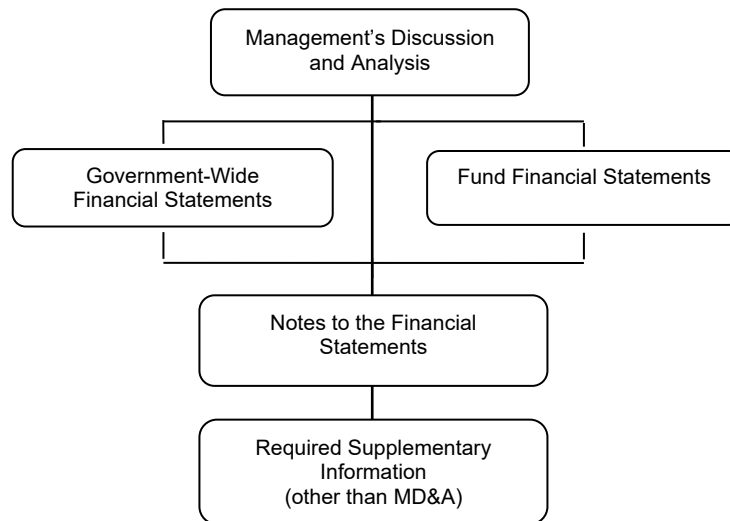 Management’s Discussion
and Analysis
Government-Wide
Financial Statements
Fund Financial Statements
Notes to the Financial
Statements
Required Supplementary
Information
(other than MD&A)